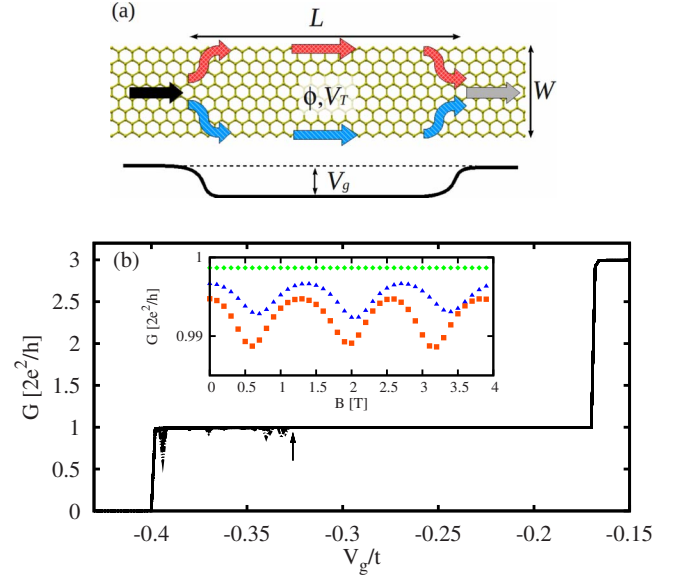 (a)
L
W
ϕ,V_T
V_g
(b)
G [2e²/h]
3
2.5
2
1.5
1
0.5
0
-0.4
-0.35
-0.3
-0.25
-0.2
-0.15
V_g/t
G [2e²/h]
1
0.99
0
0.5
1
1.5
2
2.5
3
3.5
4
B [T]